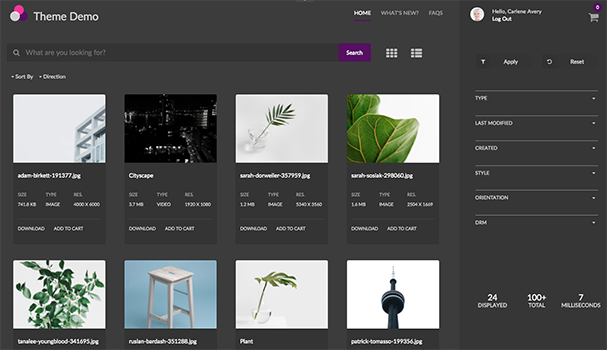 Theme Demo
HOME WHAT'S NEW? FAQS
Hello, Carlene Avery
Log Out
0
What are you looking for?
Search
Sort By Direction
Apply Reset
TYPE
LAST MODIFIED
CREATED
STYLE
ORIENTATION
DRM
adam-birkett-191377.jpg
SIZE TYPE RES.
741.8 KB IMAGE 4000 X 6000
DOWNLOAD ADD TO CART
Cityscape
SIZE TYPE RES.
3.7 MB VIDEO 1920 X 1080
DOWNLOAD ADD TO CART
sarah-dorweiler-357959.jpg
SIZE TYPE RES.
1.2 MB IMAGE 5340 X 3560
DOWNLOAD ADD TO CART
sarah-sosiak-298060.jpg
SIZE TYPE RES.
1.6 MB IMAGE 2504 X 1669
DOWNLOAD ADD TO CART
24 100+ 7
DISPLAYED TOTAL MILLISECONDS
tanalee-youngblood-341695.jpg
ruslan-bardash-351288.jpg
Plant
patrick-tomasso-199356.jpg